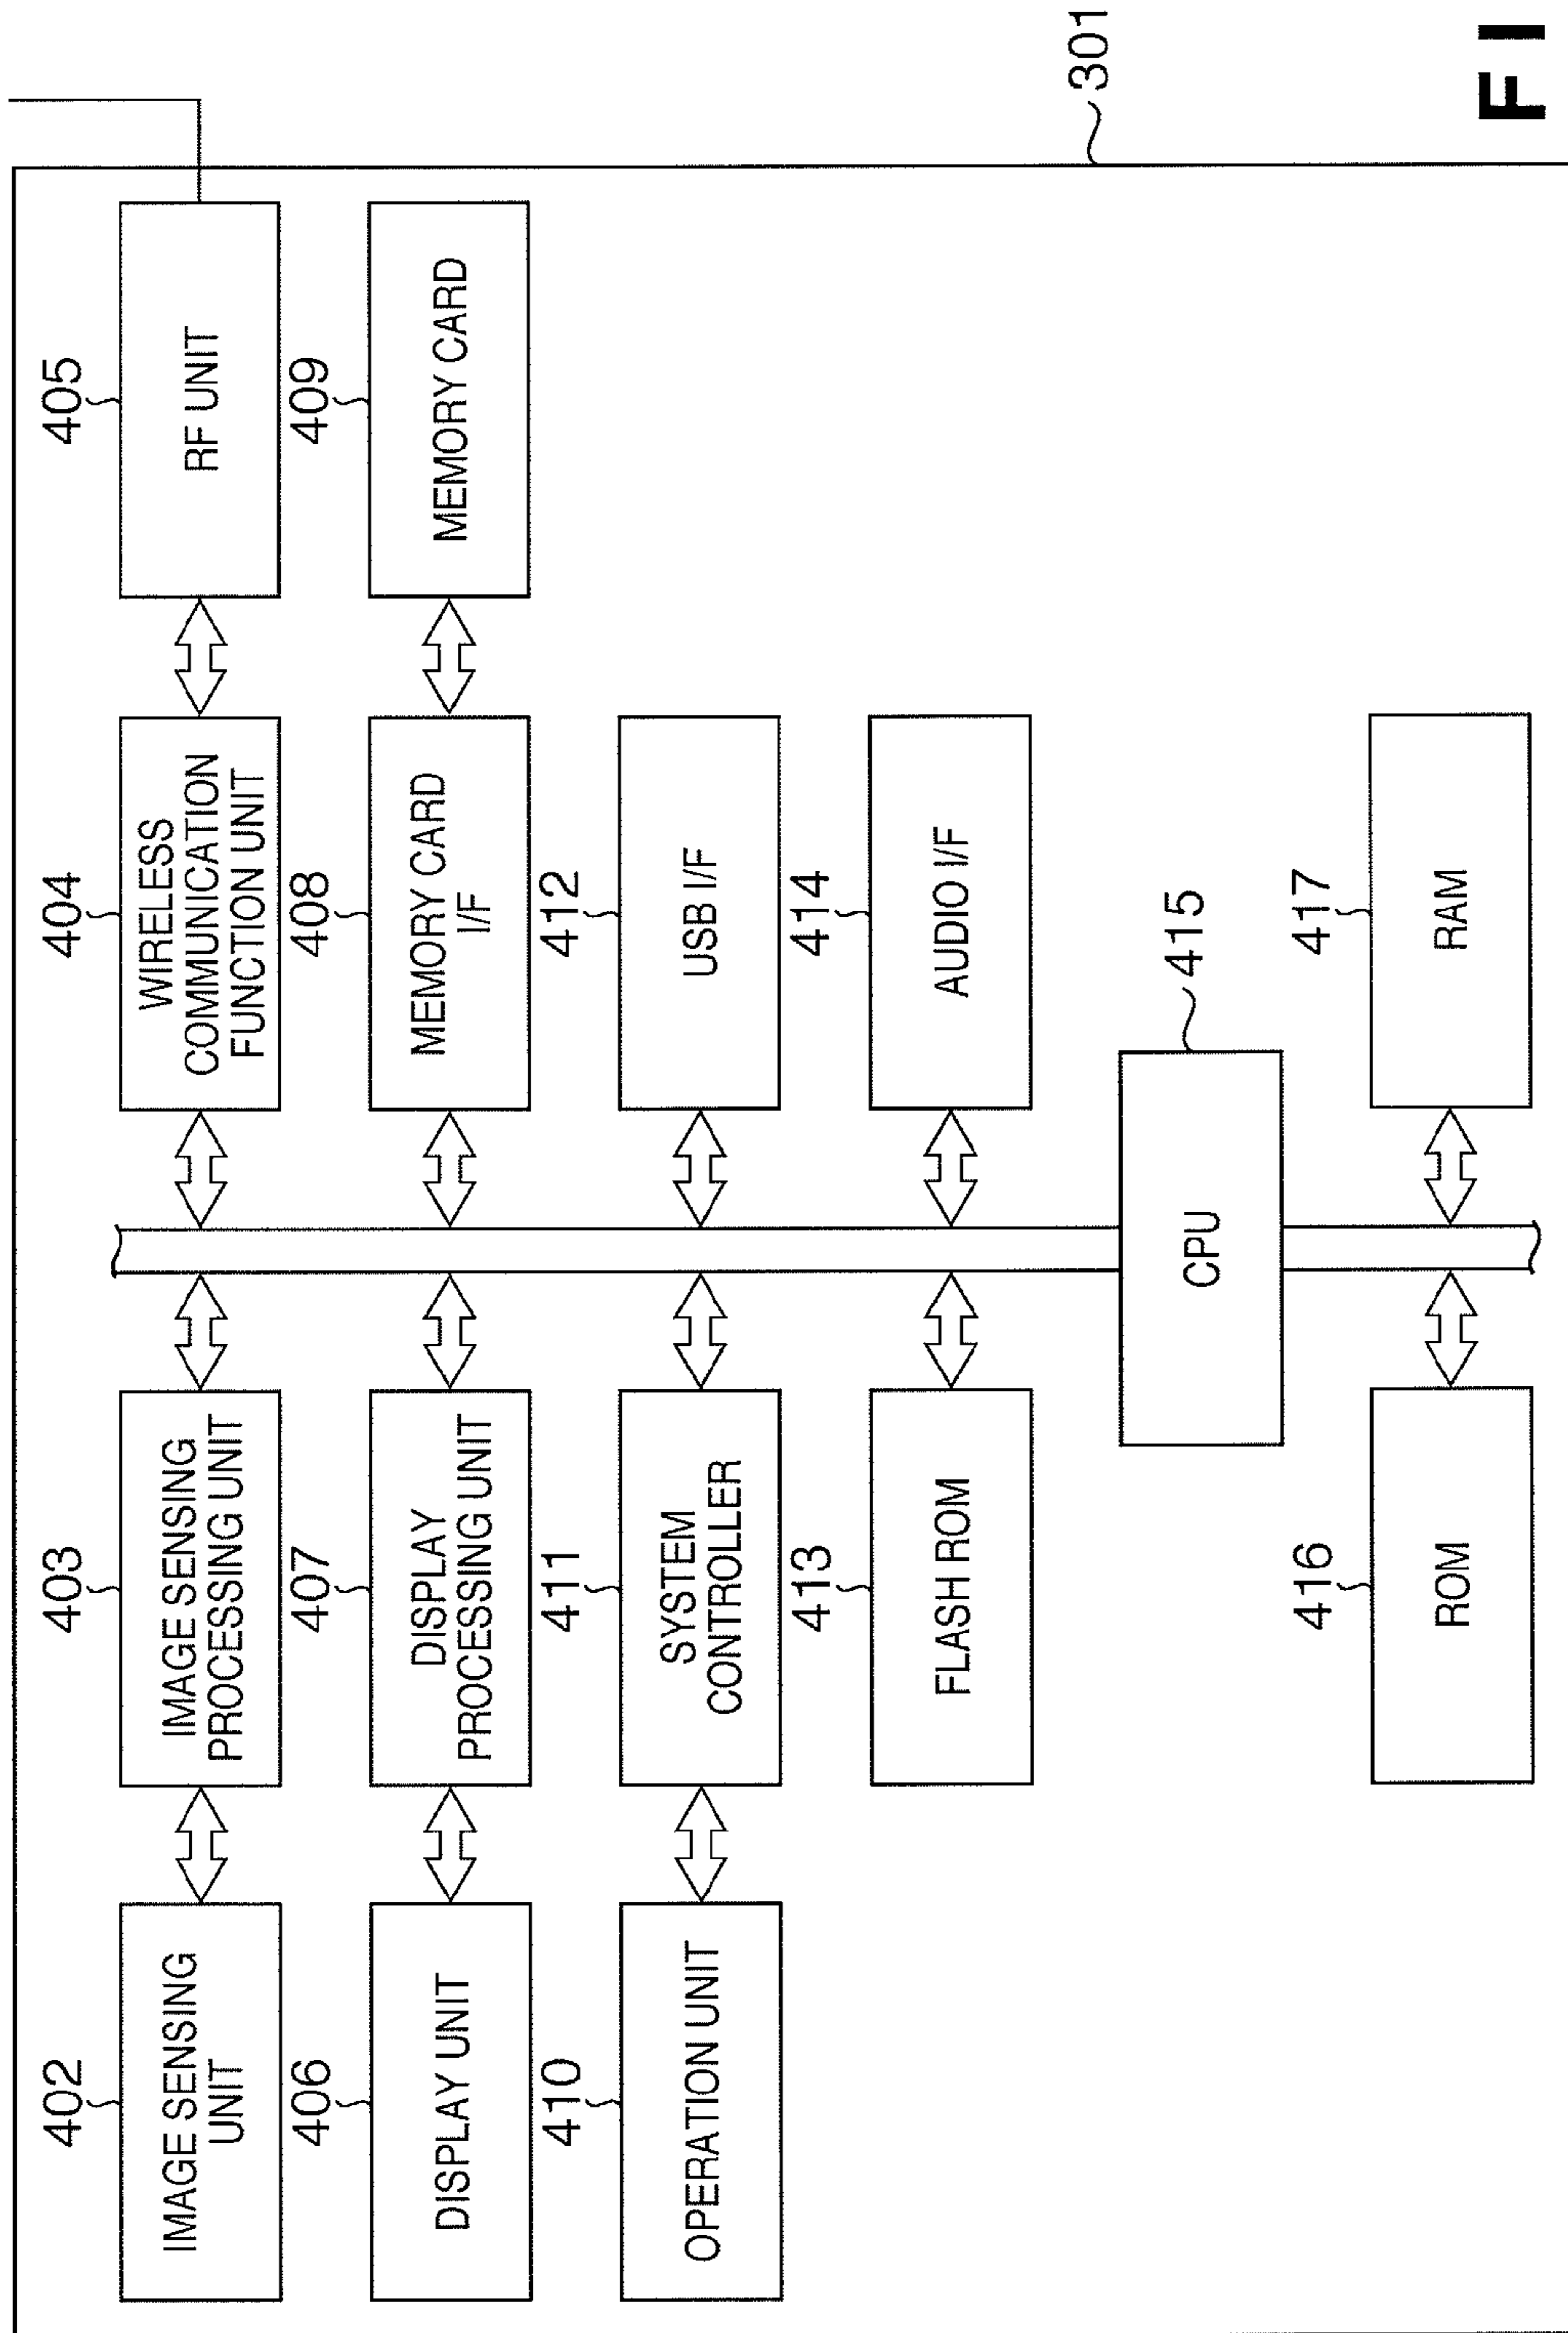 402
IMAGE SENSING
UNIT
403
IMAGE SENSING
PROCESSING UNIT
404
WIRELESS
COMMUNICATION
FUNCTION UNIT
405
RF UNIT
406
DISPLAY UNIT
407
DISPLAY
PROCESSING UNIT
408
MEMORY CARD
I/F
409
MEMORY CARD
410
OPERATION UNIT
411
SYSTEM
CONTROLLER
412
USB I/F
413
FLASH ROM
414
AUDIO I/F
415
CPU
416
ROM
417
RAM
301
FI